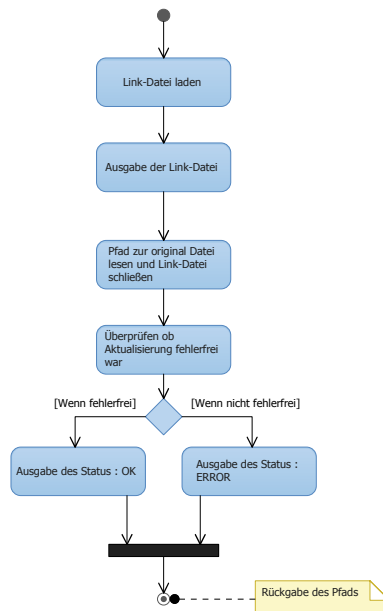 Link-Datei laden
Ausgabe der Link-Datei
Pfad zur original Datei
lesen und Link-Datei
schließen
Überprüfen ob
Aktualisierung fehlerfrei
war
[Wenn fehlerfrei]
[Wenn nicht fehlerfrei]
Ausgabe des Status : OK
Ausgabe des Status :
ERROR
Rückgabe des Pfads